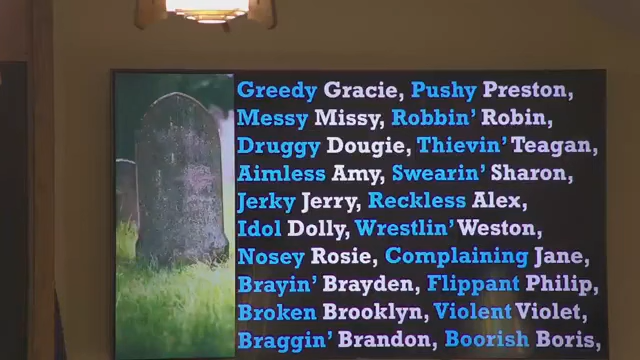 Greedy Gracie, Pushy Preston,
Messy Missy, Robbin' Robin,
Druggy Dougie, Thievin' Teagan,
Aimless Amy, Swearin' Sharon,
Jerky Jerry, Reckless Alex,
Idol Dolly, Wrestlin' Weston,
Nosey Rosie, Complaining Jane,
Brayin' Brayden, Flippant Philip,
Broken Brooklyn, Violent Violet,
Braggin' Brandon, Boorish Boris,